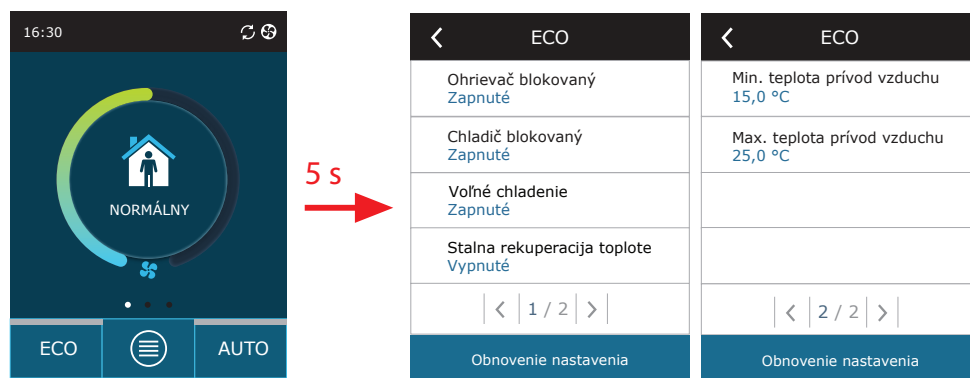 16:30
NORMÁLNY
ECO
AUTO
5 s
ECO
Ohrievač blokovaný
Zapnuté
Chladič blokovaný
Zapnuté
Voľné chladenie
Zapnuté
Stalna rekuperacija toplote
Vypnuté
1 / 2
Obnovenie nastavenia
ECO
Min. teplota prívod vzduchu
15,0 °C
Max. teplota prívod vzduchu
25,0 °C
2 / 2
Obnovenie nastavenia